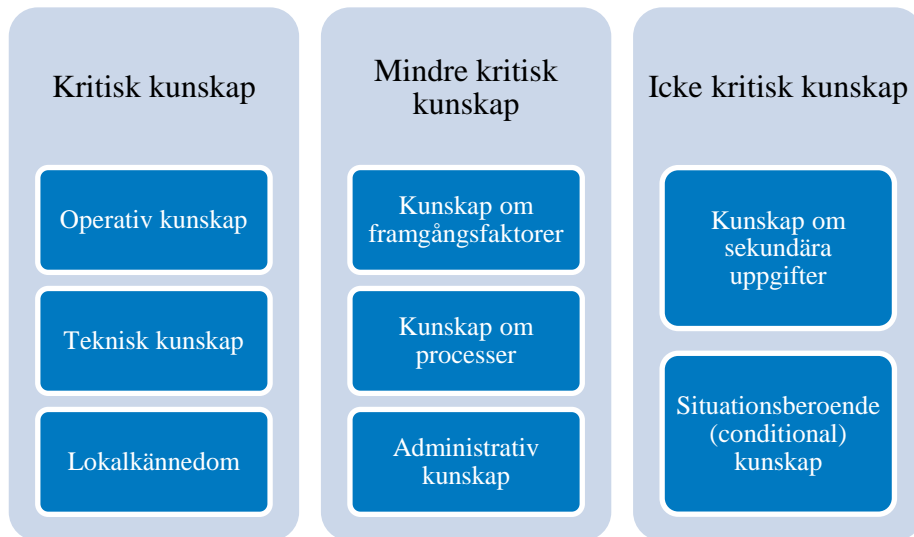 Kritisk kunskap
Operativ kunskap
Teknisk kunskap
Lokalkännedom
Mindre kritisk
kunskap
Kunskap om
framgångsfaktorer
Kunskap om
processer
Administrativ
kunskap
Icke kritisk kunskap
Kunskap om
sekundära
uppgifter
Situationsberoende
(conditional)
kunskap